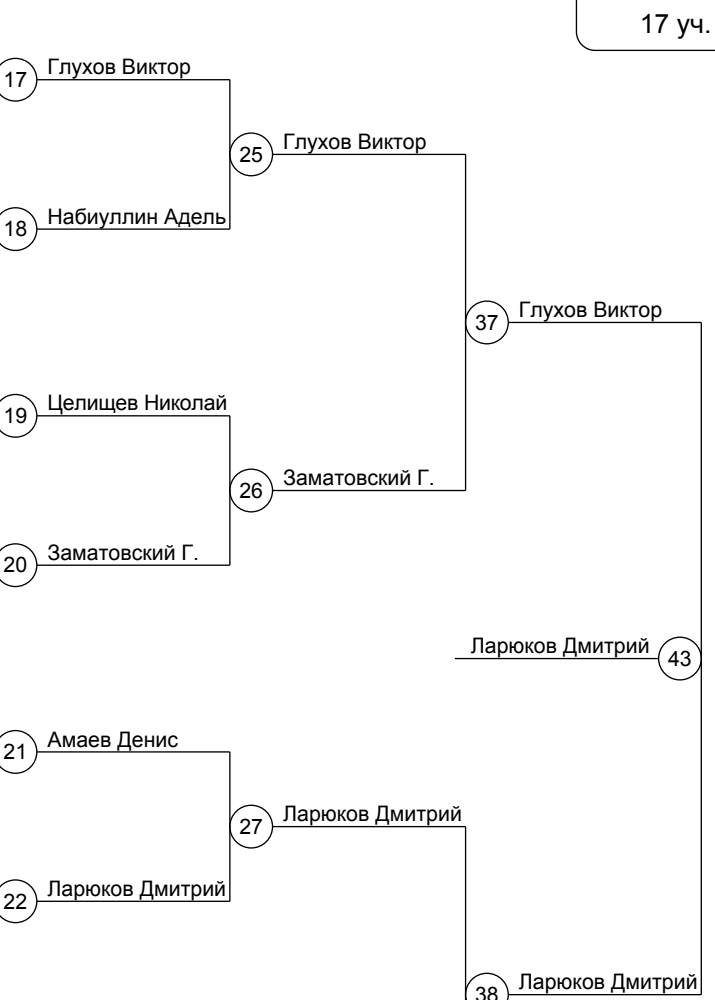 17 уч.
17 Глухов Виктор
25 Глухов Виктор
18 Набиуллин Адель
37 Глухов Виктор
19 Целищев Николай
26 Заматовский Г.
20 Заматовский Г.
Ларюков Дмитрий 43
21 Амаев Денис
27 Ларюков Дмитрий
22 Ларюков Дмитрий
38 Ларюков Дмитрий